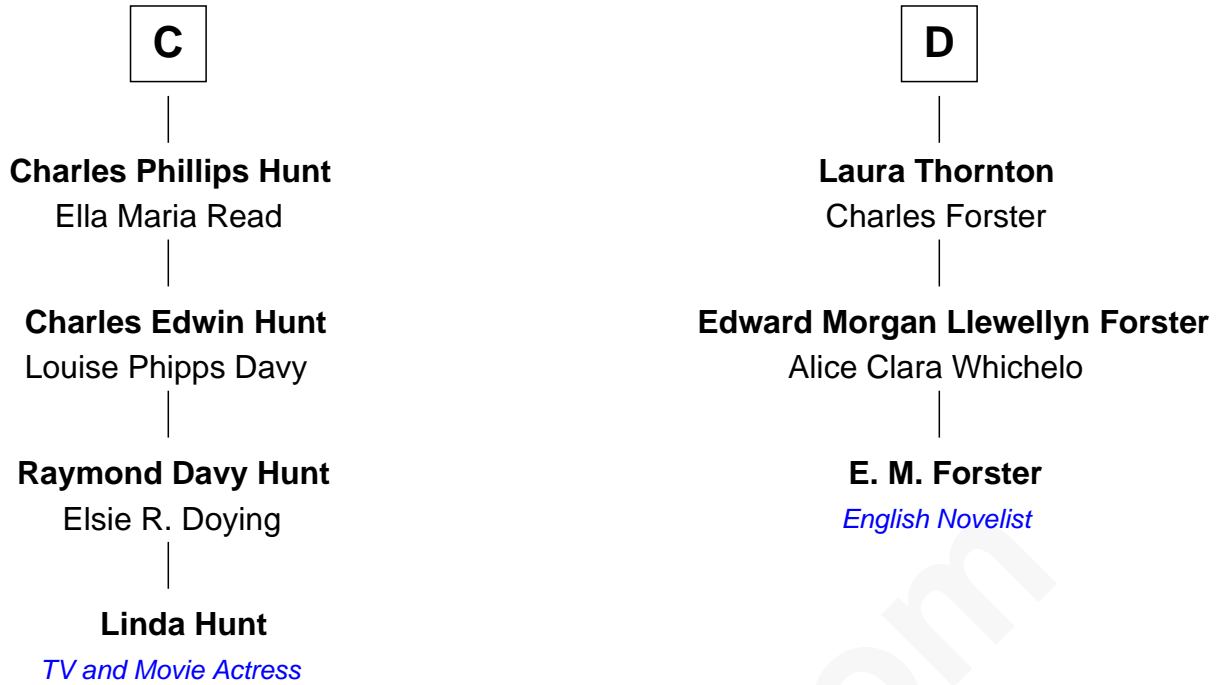 C
Charles Phillips Hunt
Ella Maria Read
Charles Edwin Hunt
Louise Phipps Davy
Raymond Davy Hunt
Elsie R. Doying
Linda Hunt
TV and Movie Actress
D
Laura Thornton
Charles Forster
Edward Morgan Llewellyn Forster
Alice Clara Whichelo
E. M. Forster
English Novelist
om